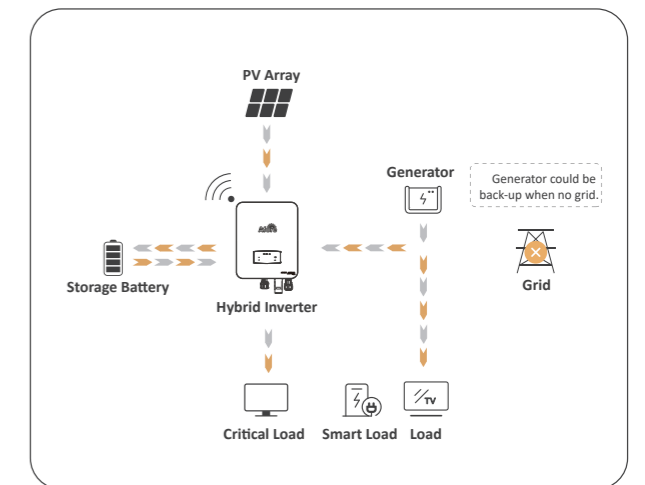 PV Array
Generator
Generator could be
back-up when no grid.
Storage Battery
Hybrid Inverter
Grid
TV
Critical Load
Smart Load
Load